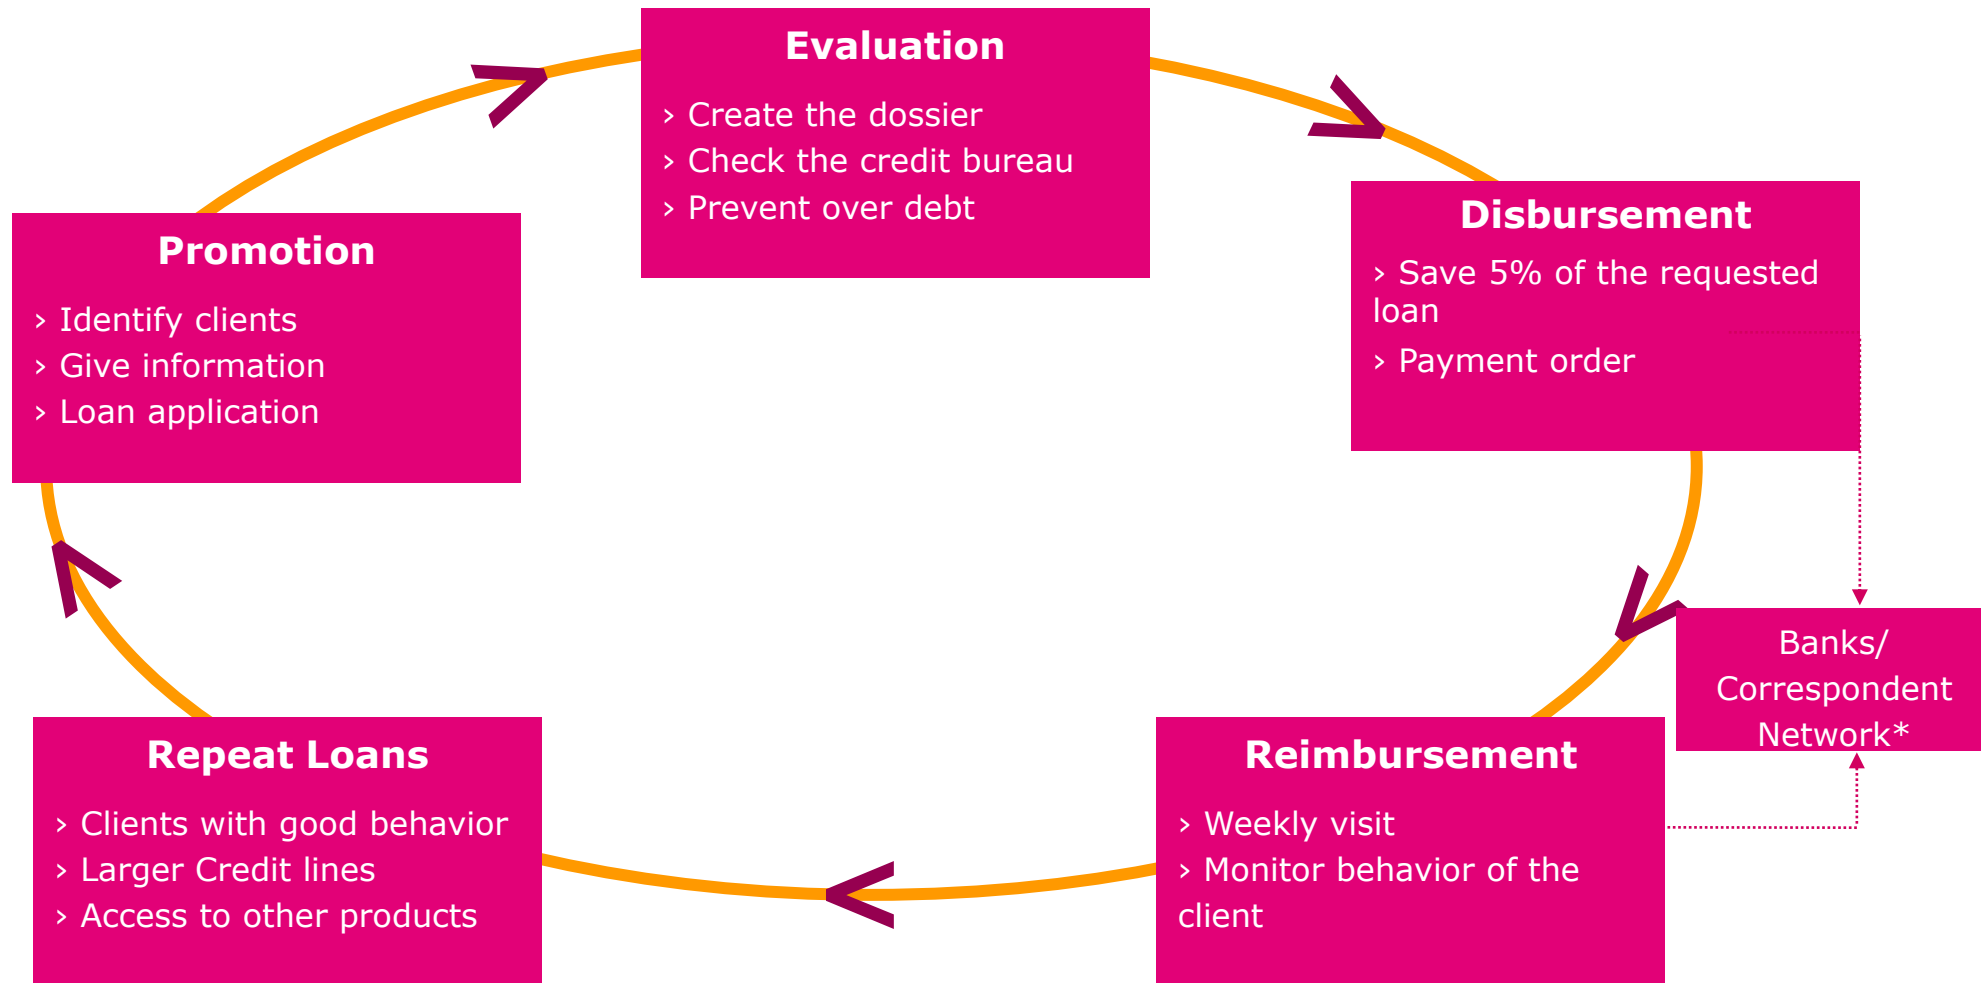 Evaluation
› Create the dossier
› Check the credit bureau
› Prevent over debt
Disbursement
› Save 5% of the requested
loan
› Payment order
Promotion
› Identify clients
› Give information
› Loan application
Banks/
Correspondent
Network*
Repeat Loans
› Clients with good behavior
› Larger Credit lines
› Access to other products
Reimbursement
› Weekly visit
› Monitor behavior of the
client